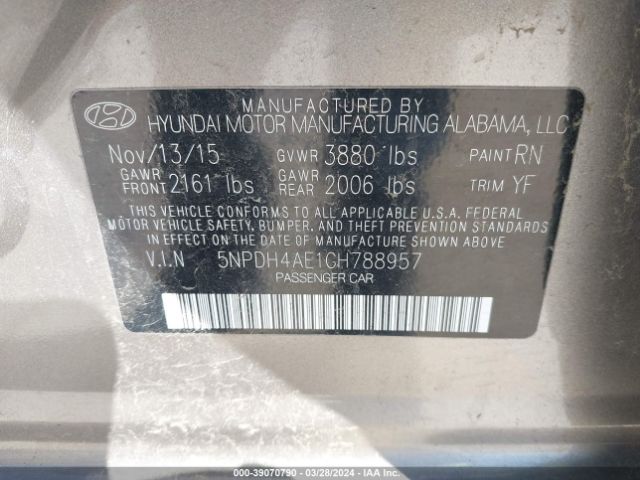 MANUFACTURED BY
HYUNDAI MOTOR MANUFACTURING ALABAMA, LLC
Nov/13/15 GVWR 3880 lbs PAINT RN
GAWR FRONT 2161 lbs GAWR REAR 2006 lbs TRIM YF
THIS VEHICLE CONFORMS TO ALL APPLICABLE U.S.A. FEDERAL
MOTOR VEHICLE SAFETY, BUMPER, AND THEFT PREVENTION STANDARDS
IN EFFECT ON THE DATE OF MANUFACTURE SHOWN ABOVE.
V.I.N 5NPDH4AE1GH788957
PASSENGER CAR
000-39070790 — 03/28/2024 — IAA Inc.